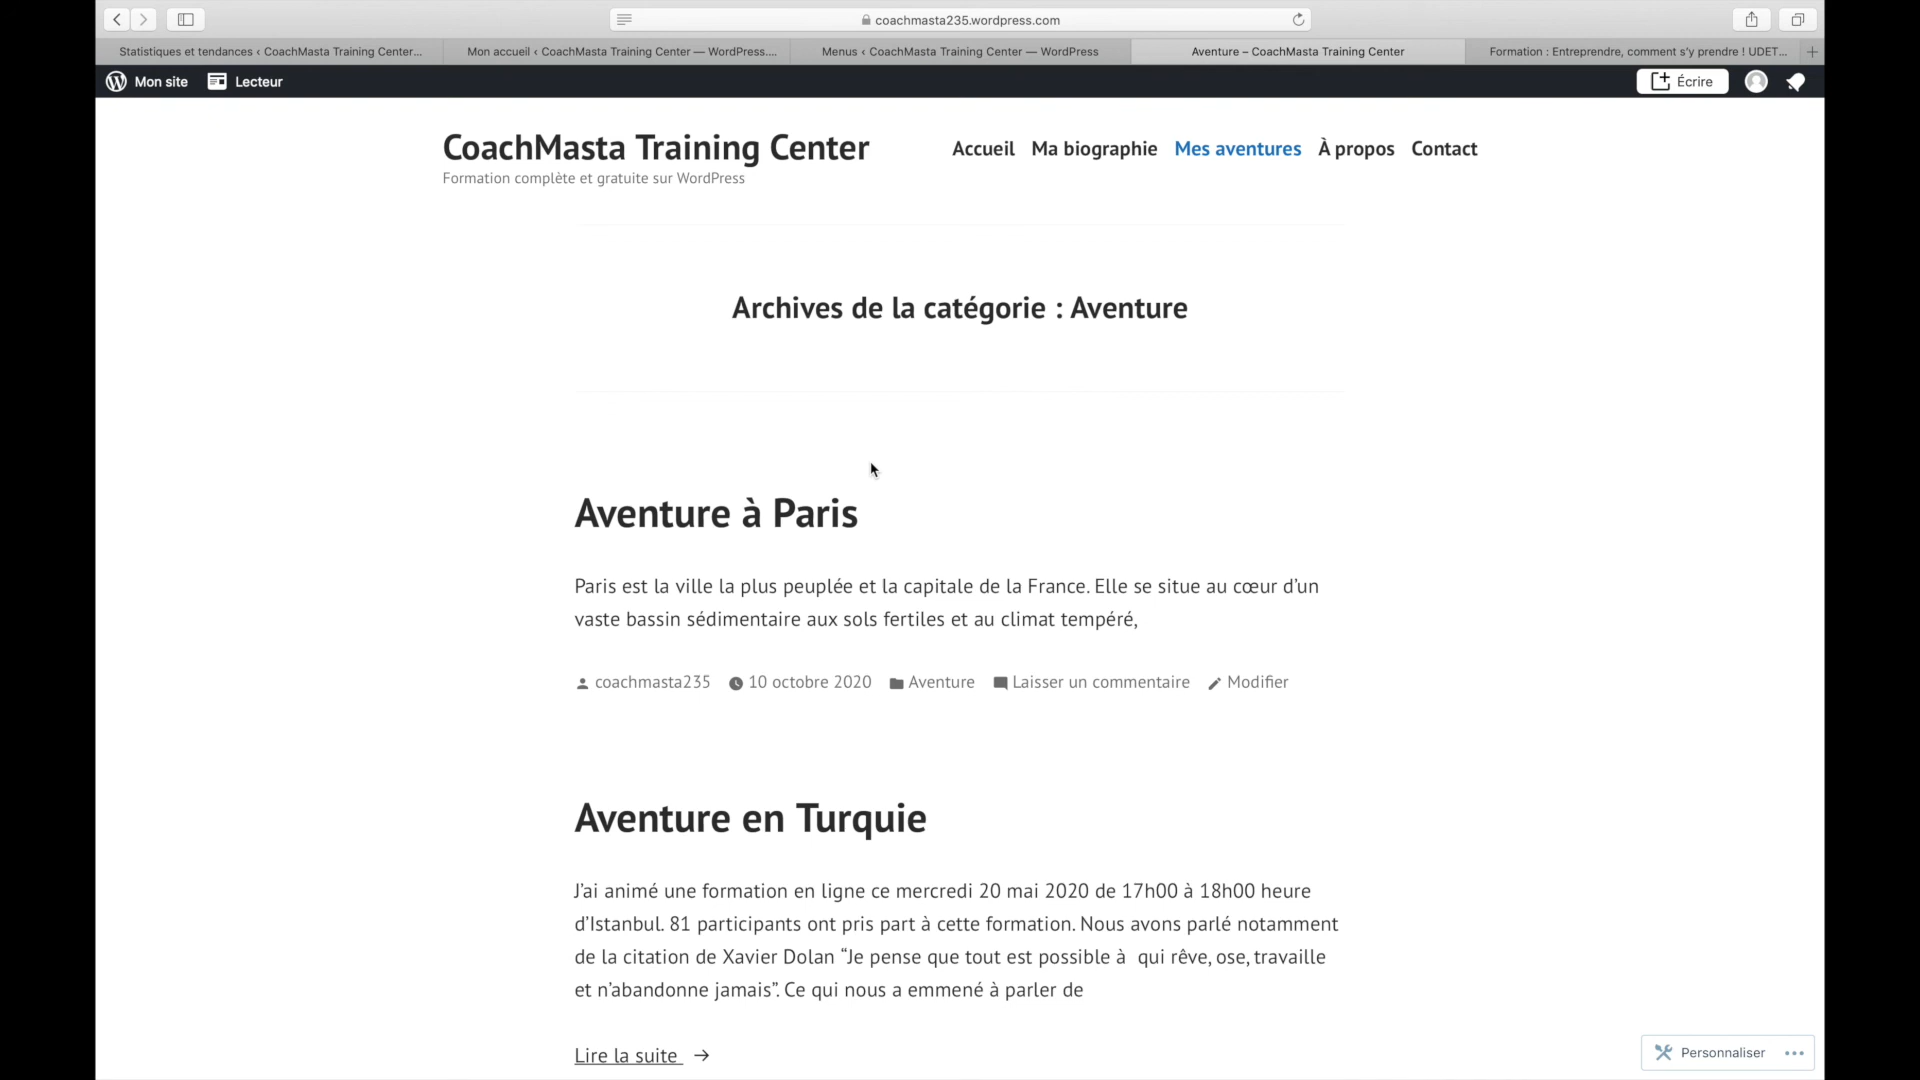 coachmasta235.wordpress.com
Statistiques et tendances ‹ CoachMasta Training Center...
Mon accueil ‹ CoachMasta Training Center — WordPress....
Menus ‹ CoachMasta Training Center — WordPress
Aventure – CoachMasta Training Center
Formation : Entreprendre, comment s'y prendre ! UDET...
Mon site
Lecteur
Écrire
CoachMasta Training Center
Formation complète et gratuite sur WordPress
Accueil Ma biographie Mes aventures À propos Contact
Archives de la catégorie : Aventure
Aventure à Paris
Paris est la ville la plus peuplée et la capitale de la France. Elle se situe au cœur d’un
vaste bassin sédimentaire aux sols fertiles et au climat tempéré,
coachmasta235 10 octobre 2020 Aventure Laisser un commentaire Modifier
Aventure en Turquie
J’ai animé une formation en ligne ce mercredi 20 mai 2020 de 17h00 à 18h00 heure
d’Istanbul. 81 participants ont pris part à cette formation. Nous avons parlé notamment
de la citation de Xavier Dolan “Je pense que tout est possible à  qui rêve, ose, travaille
et n’abandonne jamais”. Ce qui nous a emmené à parler de
Lire la suite →
Personnaliser ...